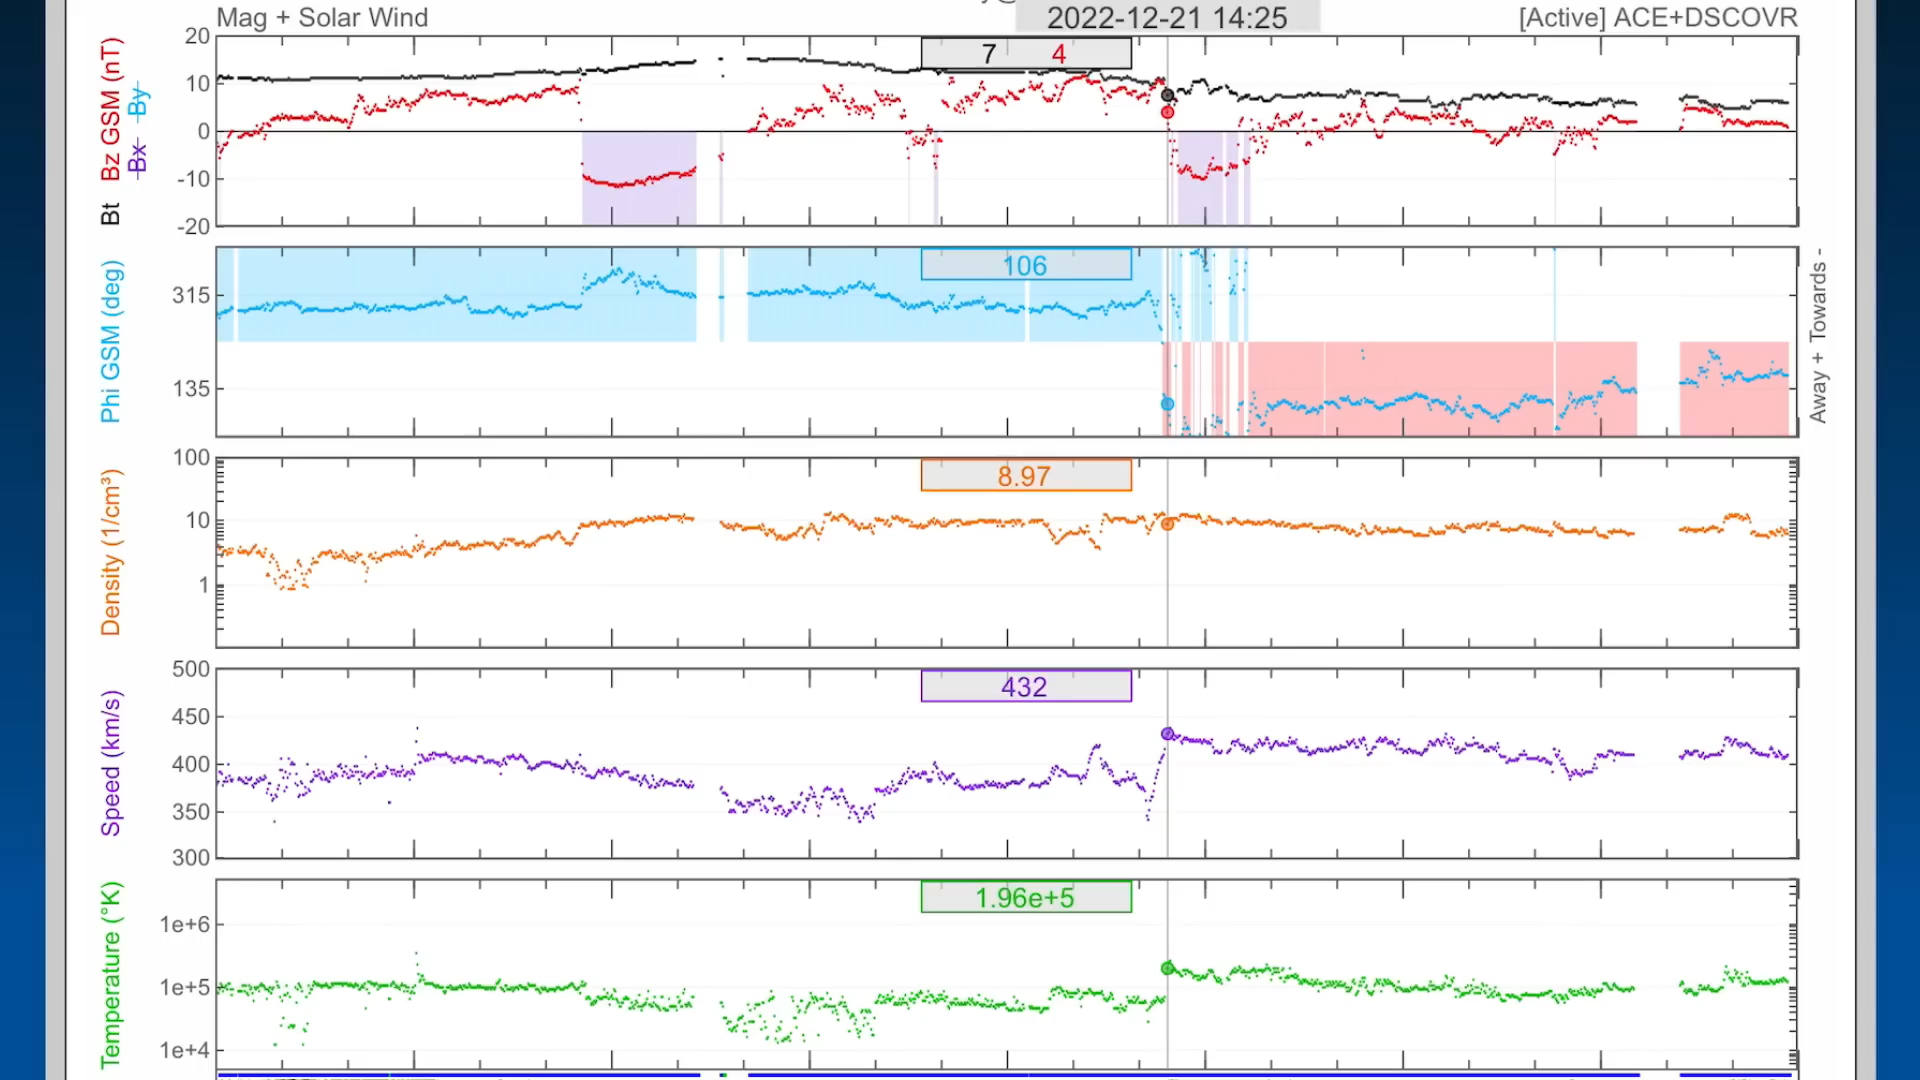 Mag + Solar Wind
2022-12-21 14:25
[Active] ACE+DSCOVR
Bt Bz GSM (nT)
Bx By
20
10
0
-10
-20
7 4
Phi GSM (deg)
315
135
106
Away + Towards -
Density (1/cm³)
100
10
1
8.97
Speed (km/s)
500
450
400
350
300
432
Temperature (°K)
1e+6
1e+5
1e+4
1.96e+5